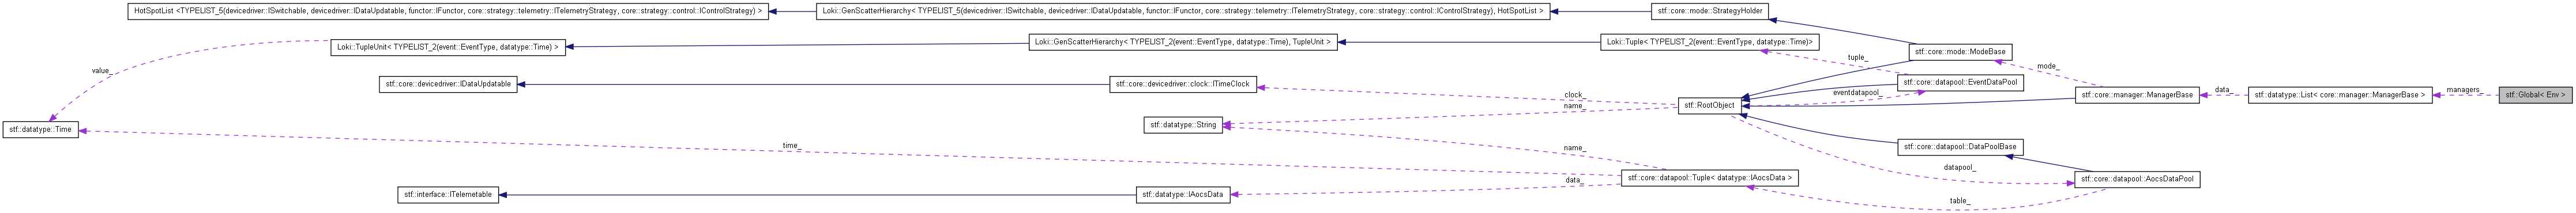 HotSpotList <TYPELIST_5(devicedriver::ISwitchable, devicedriver::IDataUpdatable, functor::IFunctor, core::strategy::telemetry::ITelemetryStrategy, core::strategy::control::IControlStrategy) >
Loki::GenScatterHierarchy< TYPELIST_5(devicedriver::ISwitchable, devicedriver::IDataUpdatable, functor::IFunctor, core::strategy::telemetry::ITelemetryStrategy, core::strategy::control::IControlStrategy), HotSpotList >
stf::core::mode::StrategyHolder
Loki::TupleUnit< TYPELIST_2(event::EventType, datatype::Time) >
Loki::GenScatterHierarchy< TYPELIST_2(event::EventType, datatype::Time), TupleUnit >
Loki::Tuple< TYPELIST_2(event::EventType, datatype::Time)>
stf::core::mode::ModeBase
tuple_
value_
mode_
stf::core::devicedriver::IDataUpdatable
stf::core::devicedriver::clock::ITimeClock
stf::core::datapool::EventDataPool
clock_
eventdatapool_
name_
stf::RootObject
stf::core::manager::ManagerBase
data_
stf::datatype::List< core::manager::ManagerBase >
managers_
stf::Global< Env >
stf::datatype::Time
stf::datatype::String
time_
name_
stf::core::datapool::DataPoolBase
datapool_
data_
stf::core::datapool::Tuple< datatype::IAocsData >
stf::core::datapool::AocsDataPool
stf::interface::ITelemetable
stf::datatype::IAocsData
table_